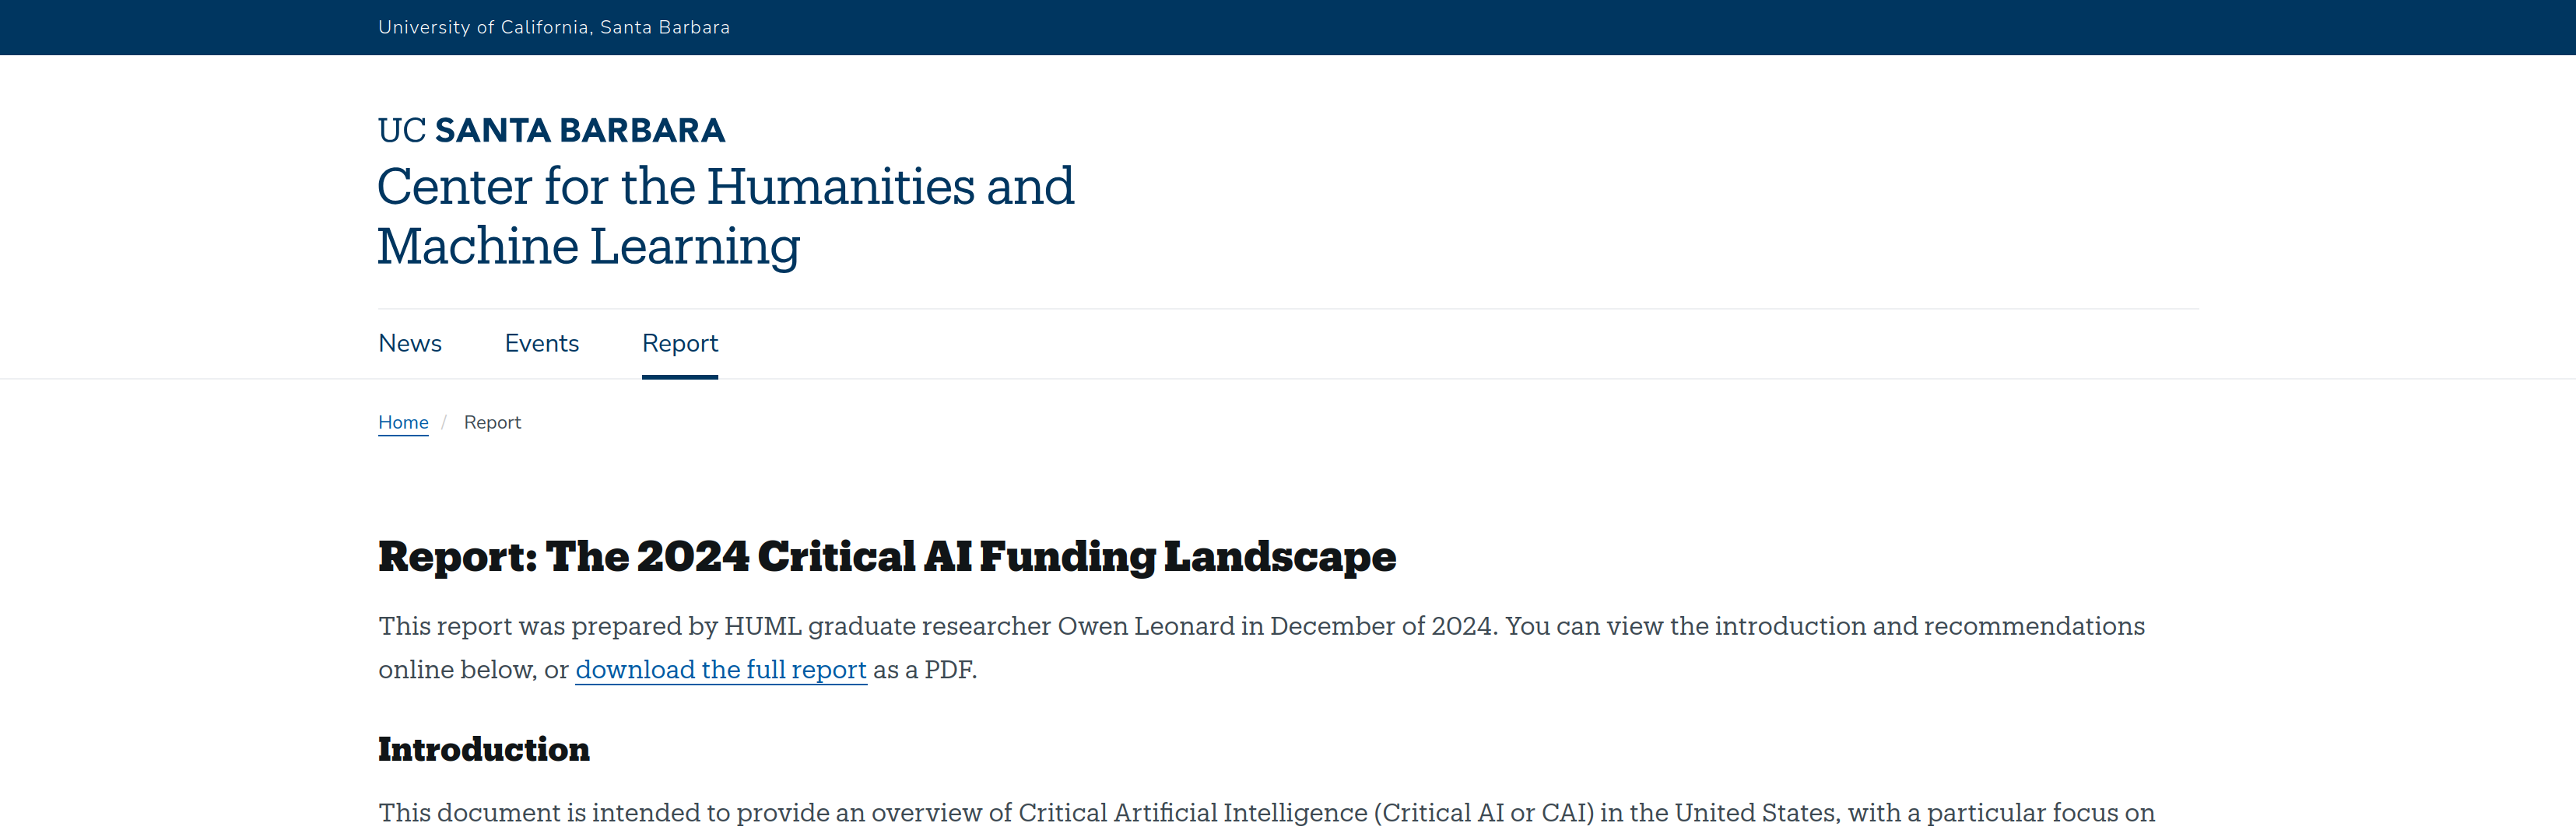 University of California, Santa Barbara
UC SANTA BARBARA
Center for the Humanities and
Machine Learning
News Events Report
Home / Report
Report: The 2024 Critical AI Funding Landscape
This report was prepared by HUML graduate researcher Owen Leonard in December of 2024. You can view the introduction and recommendations
online below, or download the full report as a PDF.
Introduction
This document is intended to provide an overview of Critical Artificial Intelligence (Critical AI or CAI) in the United States, with a particular focus on